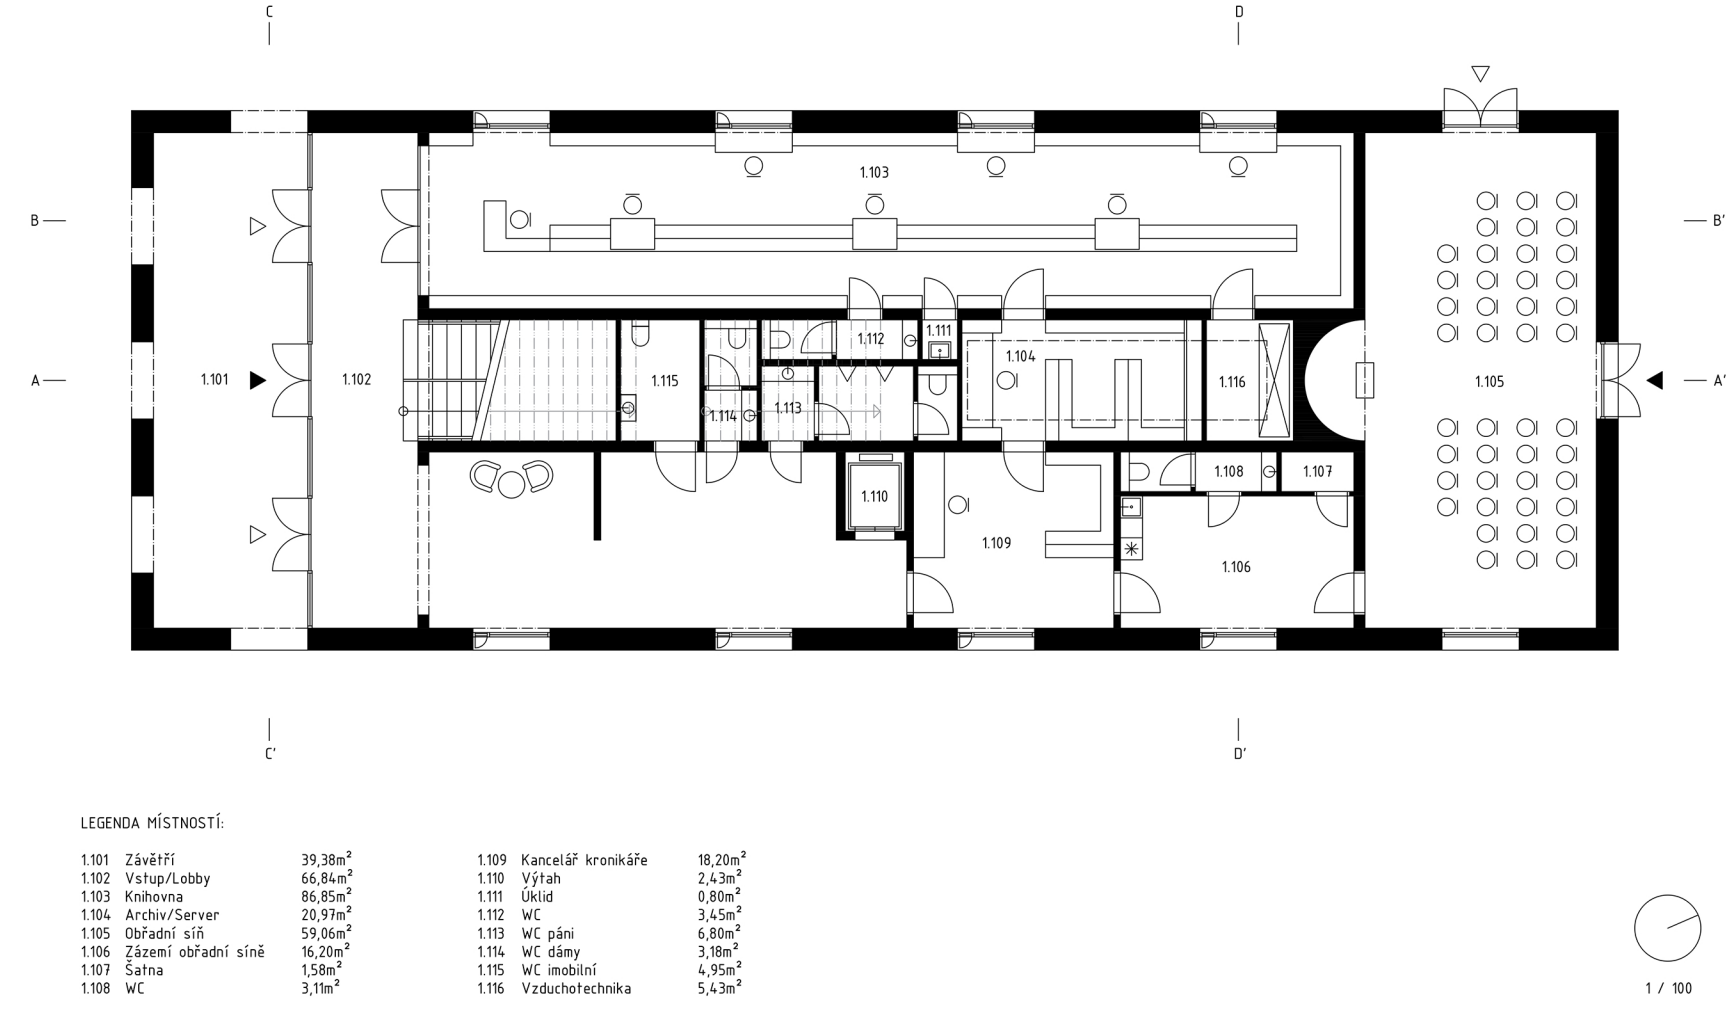 C
D
1.103
B
B'
1.112
1.111
1.104
1.101
1.102
1.115
1.116
1.105
A
A'
1.114
1.113
1.108
1.107
1.110
1.109
1.106
C'
D'
LEGENDA MÍSTNOSTÍ:
1.101 Závětří 39,38m²
1.102 Vstup/Lobby 66,84m²
1.103 Knihovna 86,85m²
1.104 Archiv/Server 20,97m²
1.105 Obřadní síň 59,06m²
1.106 Zázemí obřadní síně 16,20m²
1.107 Šatna 1,58m²
1.108 WC 3,11m²
1.109 Kancelář kronikáře 18,20m²
1.110 Výtah 2,43m²
1.111 Úklid 0,80m²
1.112 WC 3,45m²
1.113 WC páni 6,80m²
1.114 WC dámy 3,18m²
1.115 WC imobilní 4,95m²
1.116 Vzduchotechnika 5,43m²
1 / 100